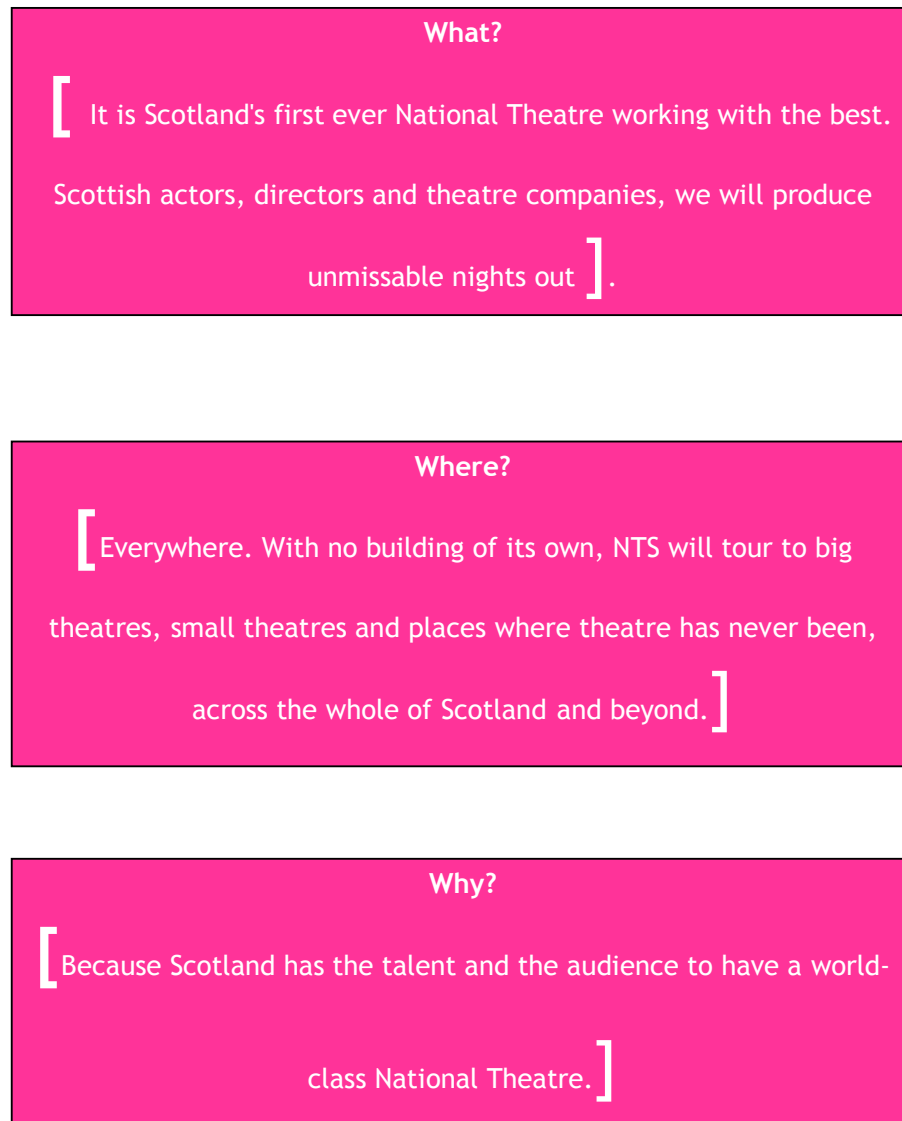 What?
[ It is Scotland's first ever National Theatre working with the best.
Scottish actors, directors and theatre companies, we will produce
unmissable nights out ].
Where?
[Everywhere. With no building of its own, NTS will tour to big
theatres, small theatres and places where theatre has never been,
across the whole of Scotland and beyond.]
Why?
[Because Scotland has the talent and the audience to have a world-
class National Theatre.]